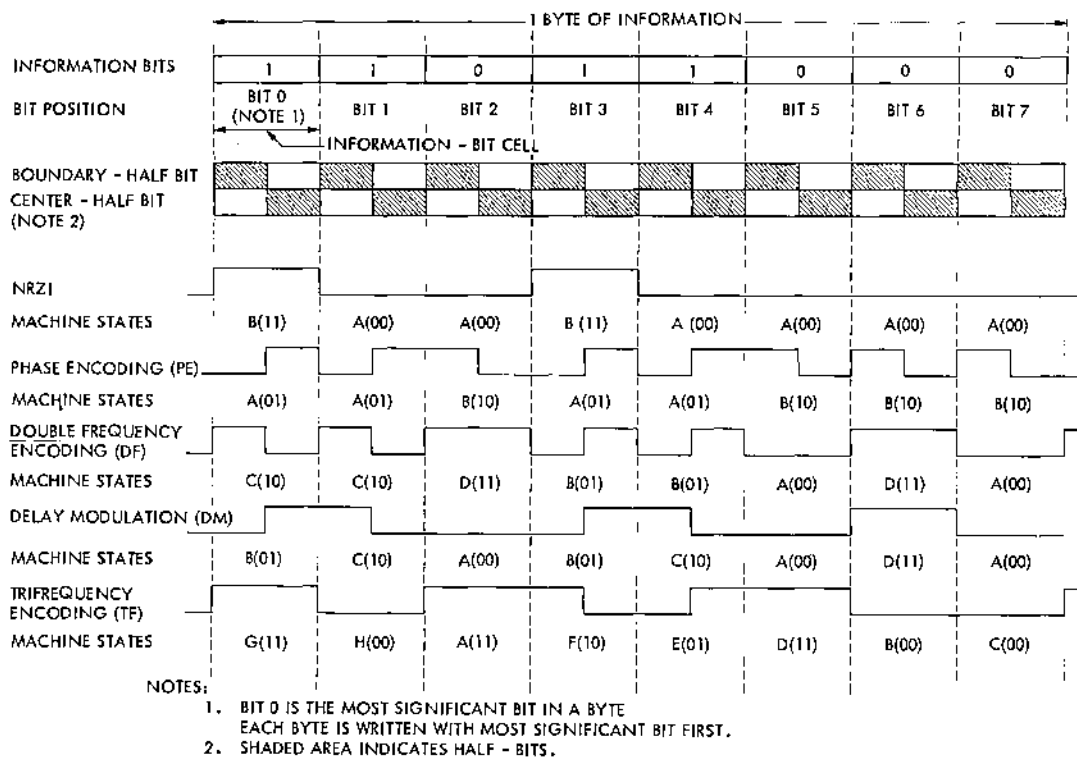 1 BYTE OF INFORMATION
INFORMATION BITS 1 1 0 1 1 0 0 0
BIT POSITION BIT 0 (NOTE 1) BIT 1 BIT 2 BIT 3 BIT 4 BIT 5 BIT 6 BIT 7
INFORMATION - BIT CELL
BOUNDARY - HALF BIT
CENTER - HALF BIT
(NOTE 2)
NRZI
MACHINE STATES B(11) A(00) A(00) B(11) A(00) A(00) A(00) A(00)
PHASE ENCODING (PE)
MACHINE STATES A(01) A(01) B(10) A(01) A(01) B(10) B(10) B(10)
DOUBLE FREQUENCY
ENCODING (DF)
MACHINE STATES C(10) C(10) D(11) B(01) B(01) A(00) D(11) A(00)
DELAY MODULATION (DM)
MACHINE STATES B(01) C(10) A(00) B(01) C(10) A(00) D(11) A(00)
TRIFREQUENCY
ENCODING (TF)
MACHINE STATES G(11) H(00) A(11) F(10) E(01) D(11) B(00) C(00)
NOTES:
1. BIT 0 IS THE MOST SIGNIFICANT BIT IN A BYTE
EACH BYTE IS WRITTEN WITH MOST SIGNIFICANT BIT FIRST.
2. SHADED AREA INDICATES HALF - BITS.